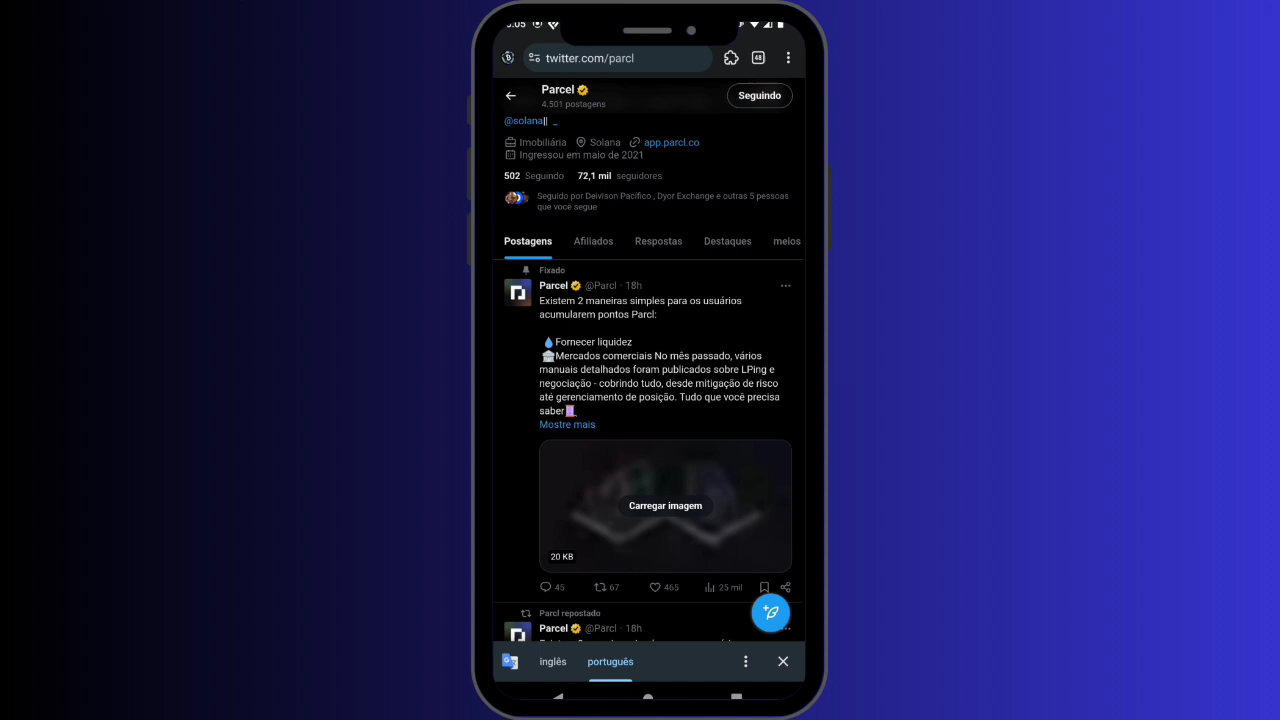 twitter.com/parcl
48
Parcel
4.501 postagens
Seguindo
@solana|| _
Imobiliária Solana app.parcl.co
Ingressou em maio de 2021
502 Seguindo 72,1 mil seguidores
Seguido por Deivison Pacífico , Dyor Exchange e outras 5 pessoas
que você segue
Postagens Afiliados Respostas Destaques meios
Fixado
Parcel @Parcl · 18h
Existem 2 maneiras simples para os usuários
acumularem pontos Parcl:
Fornecer liquidez
Mercados comerciais No mês passado, vários
manuais detalhados foram publicados sobre LPing e
negociação - cobrindo tudo, desde mitigação de risco
até gerenciamento de posição. Tudo que você precisa
saber
Mostre mais
Carregar imagem
20 KB
45 67 465 25 mil
Parcl repostado
Parcel @Parcl · 18h
inglês português